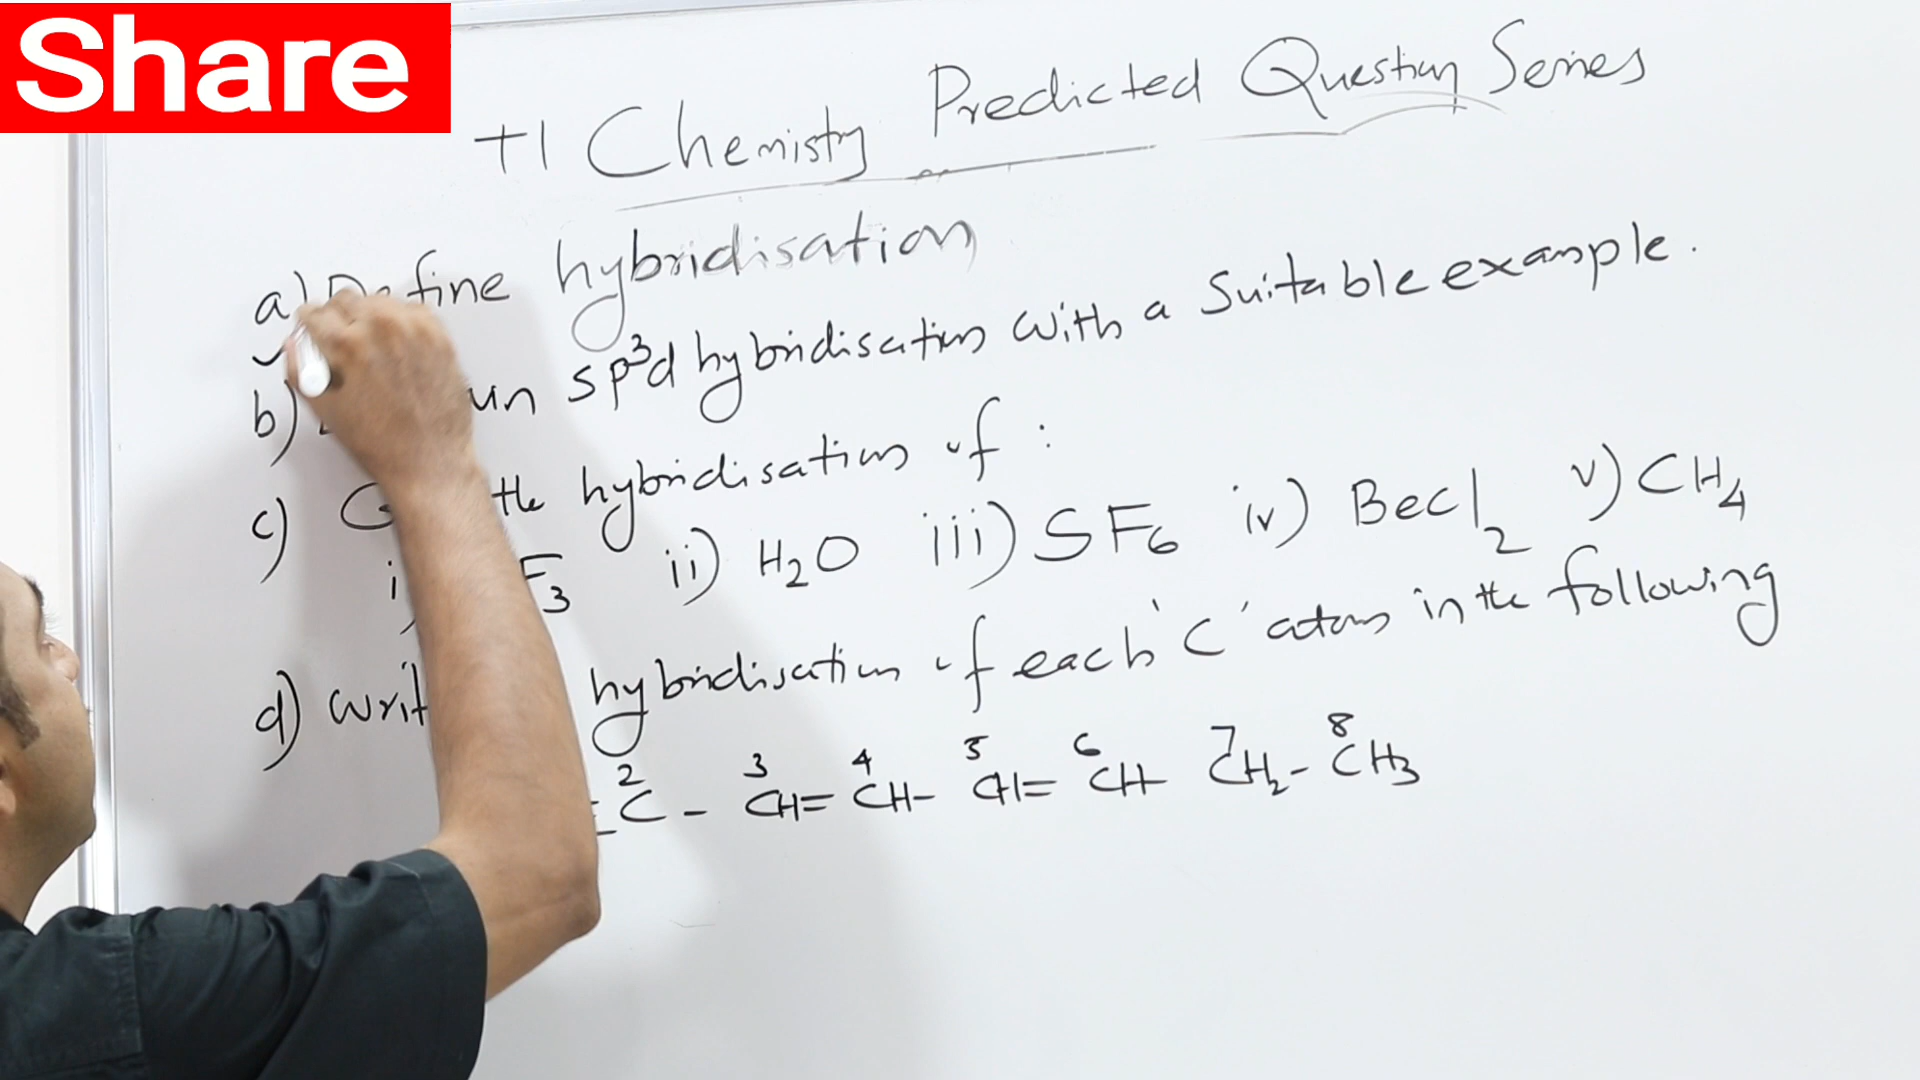 Share
+1 Chemistry Predicted Question Series
a) Define hybridisation
b) sp³d hybridisation with a suitable example.
c) the hybridisation of :
i) F₃ ii) H₂O iii) SF₆ iv) BeCl₂ v) CH₄
d) Writ hybridisation of each 'C' atom in the following
2 3 4 5 6 7 8
≡ C - CH = CH - CH = CH CH₂ - CH₃